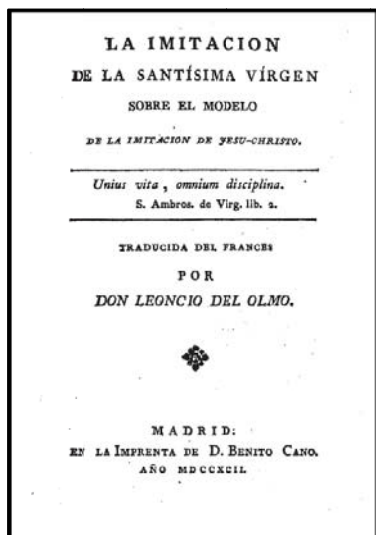 LA IMITACION
DE LA SANTÍSIMA VÍRGEN
SOBRE EL MODELO
DE LA IMITACION DE JESU-CHRISTO.
Unius vita, omnium disciplina.
S. Ambros. de Virg. lib. 2.
TRADUCIDA DEL FRANCES
POR
DON LEONCIO DEL OLMO.
MADRID:
EN LA IMPRENTA DE D. BENITO CANO.
AÑO MDCCXCII.